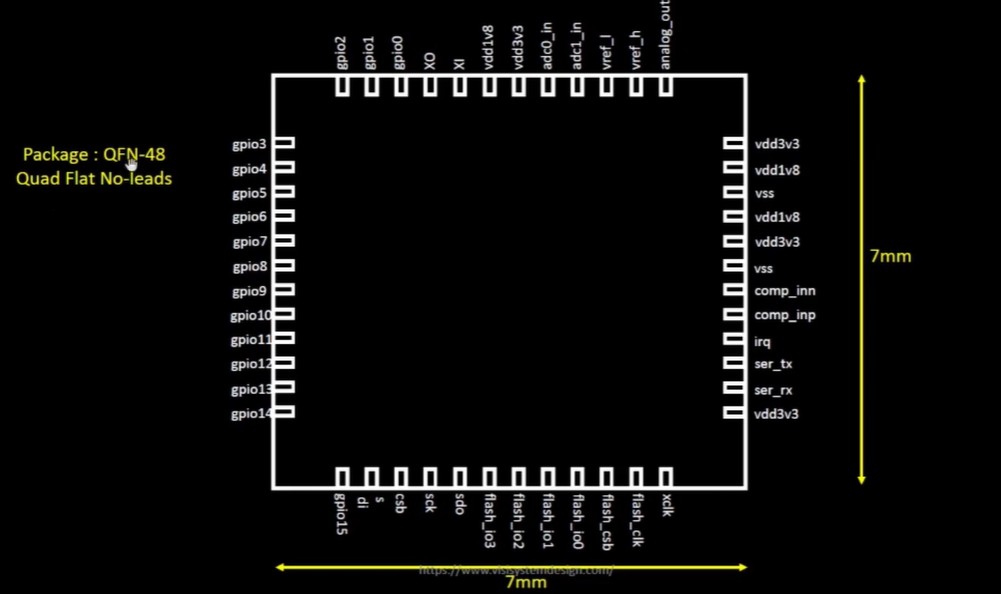 gpio2
gpio1
gpio0
XO
XI
vdd1v8
vdd3v3
adc0_in
adc1_in
vref_l
vref_h
analog_out
Package : QFN-48
Quad Flat No-leads
gpio3
gpio4
gpio5
gpio6
gpio7
gpio8
gpio9
gpio10
gpio11
gpio12
gpio13
gpio14
vdd3v3
vdd1v8
vss
vdd1v8
vdd3v3
vss
comp_inn
comp_inp
irq
ser_tx
ser_rx
vdd3v3
7mm
gpio15
s
di
csb
sck
sdo
flash_io3
flash_io2
flash_io1
flash_io0
flash_csb
flash_clk
xclk
https://www.vlsisystemdesign.com/
7mm